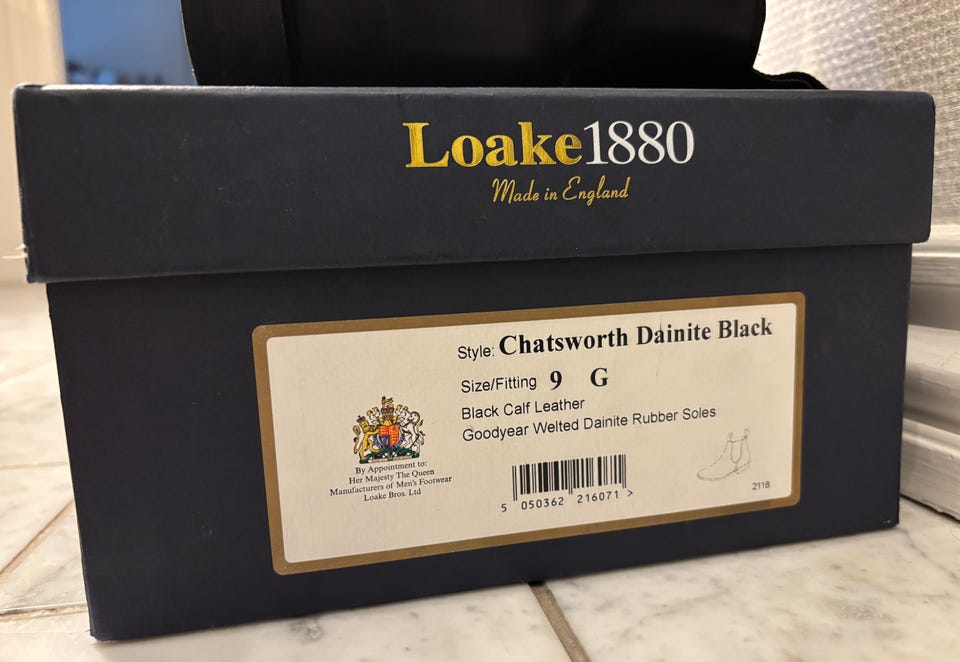 Loake1880
Made in England
Style: Chatsworth Dainite Black
Size/Fitting 9 G
Black Calf Leather
Goodyear Welted Dainite Rubber Soles
By Appointment to:
Her Majesty The Queen
Manufacturers of Men's Footwear
Loake Bros. Ltd
5 050362 216071 >
2118